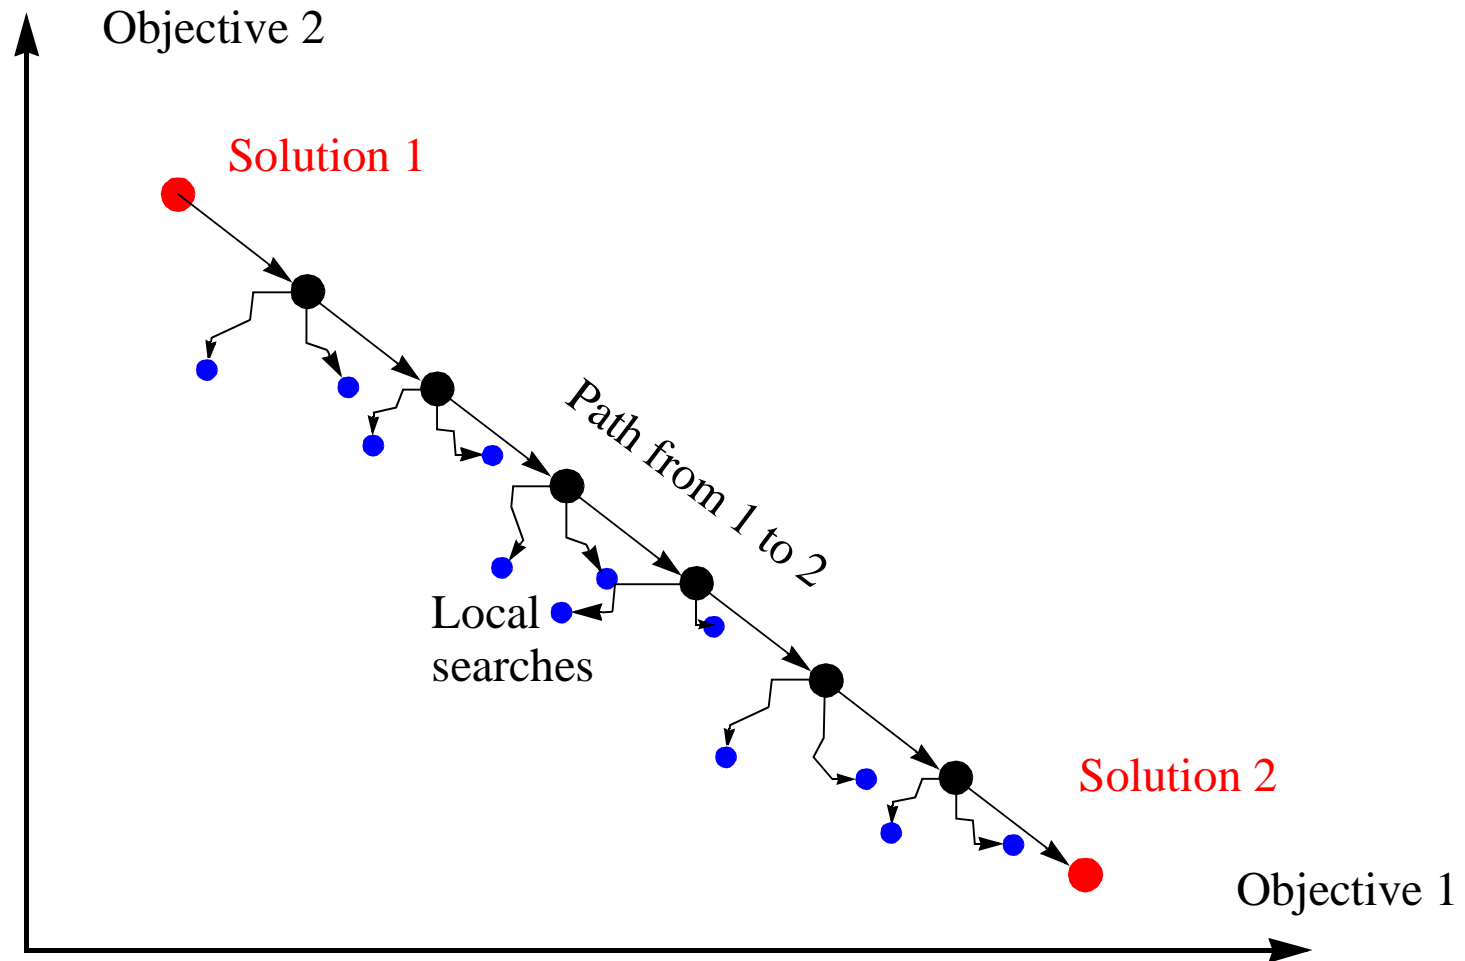 Objective 2
Solution 1
Path from 1 to 2
Local
searches
Solution 2
Objective 1